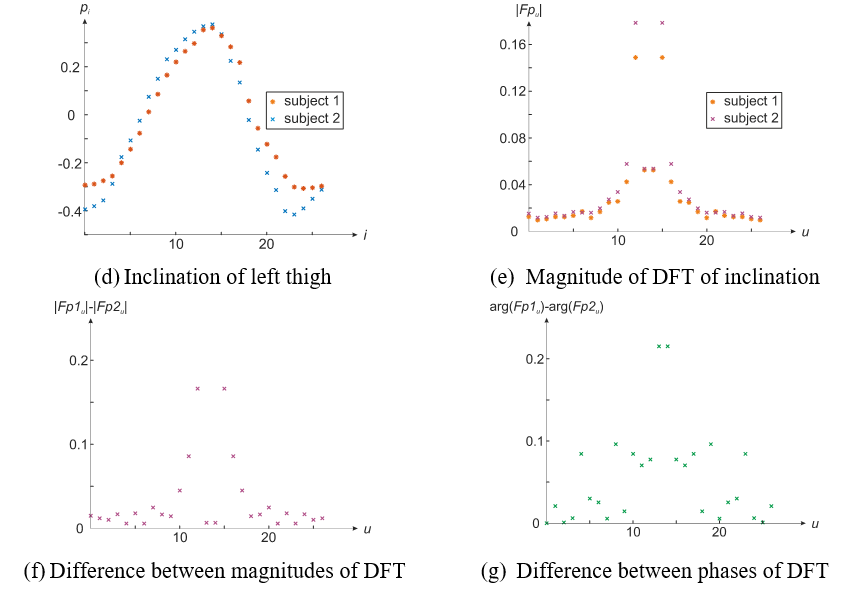 p_i
0.2
0
-0.2
-0.4
10
20
i
subject 1
subject 2
(d) Inclination of left thigh
|Fp_u|
0.16
0.12
0.08
0.04
0
10
20
u
subject 1
subject 2
(e) Magnitude of DFT of inclination
|Fp1_u|-|Fp2_u|
0.2
0.1
0
10
20
u
(f) Difference between magnitudes of DFT
arg(Fp1_u)-arg(Fp2_u)
0.2
0.1
0
10
20
u
(g) Difference between phases of DFT